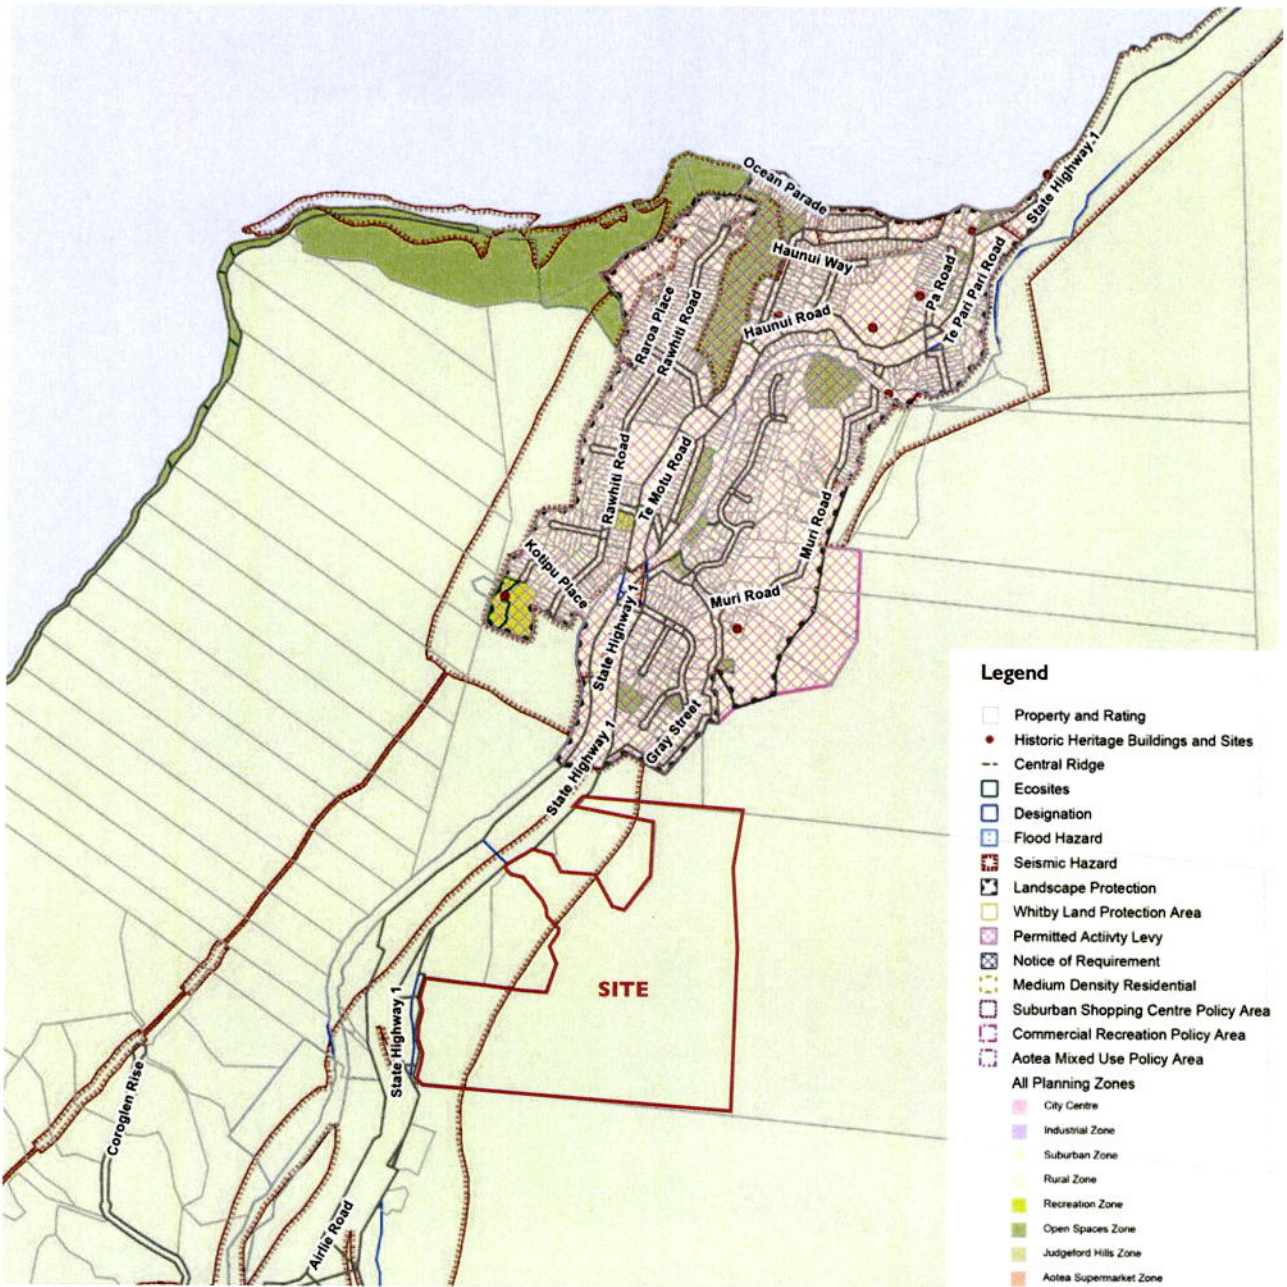 Ocean Parade
State Highway 1
Haunui Way
Pa Road
Te Pari Pari Road
Raroa Place
Rawhiti Road
Haunui Road
Rawhiti Road
Te Motu Road
Muri Road
Kotipu Place
Muri Road
State Highway 1
Gray Street
State Highway 1
SITE
State Highway 1
Coroglen Rise
Airlie Road
Legend
Property and Rating
Historic Heritage Buildings and Sites
Central Ridge
Ecosites
Designation
Flood Hazard
Seismic Hazard
Landscape Protection
Whitby Land Protection Area
Permitted Actiivty Levy
Notice of Requirement
Medium Density Residential
Suburban Shopping Centre Policy Area
Commercial Recreation Policy Area
Aotea Mixed Use Policy Area
All Planning Zones
City Centre
Industrial Zone
Suburban Zone
Rural Zone
Recreation Zone
Open Spaces Zone
Judgeford Hills Zone
Aotea Supermarket Zone